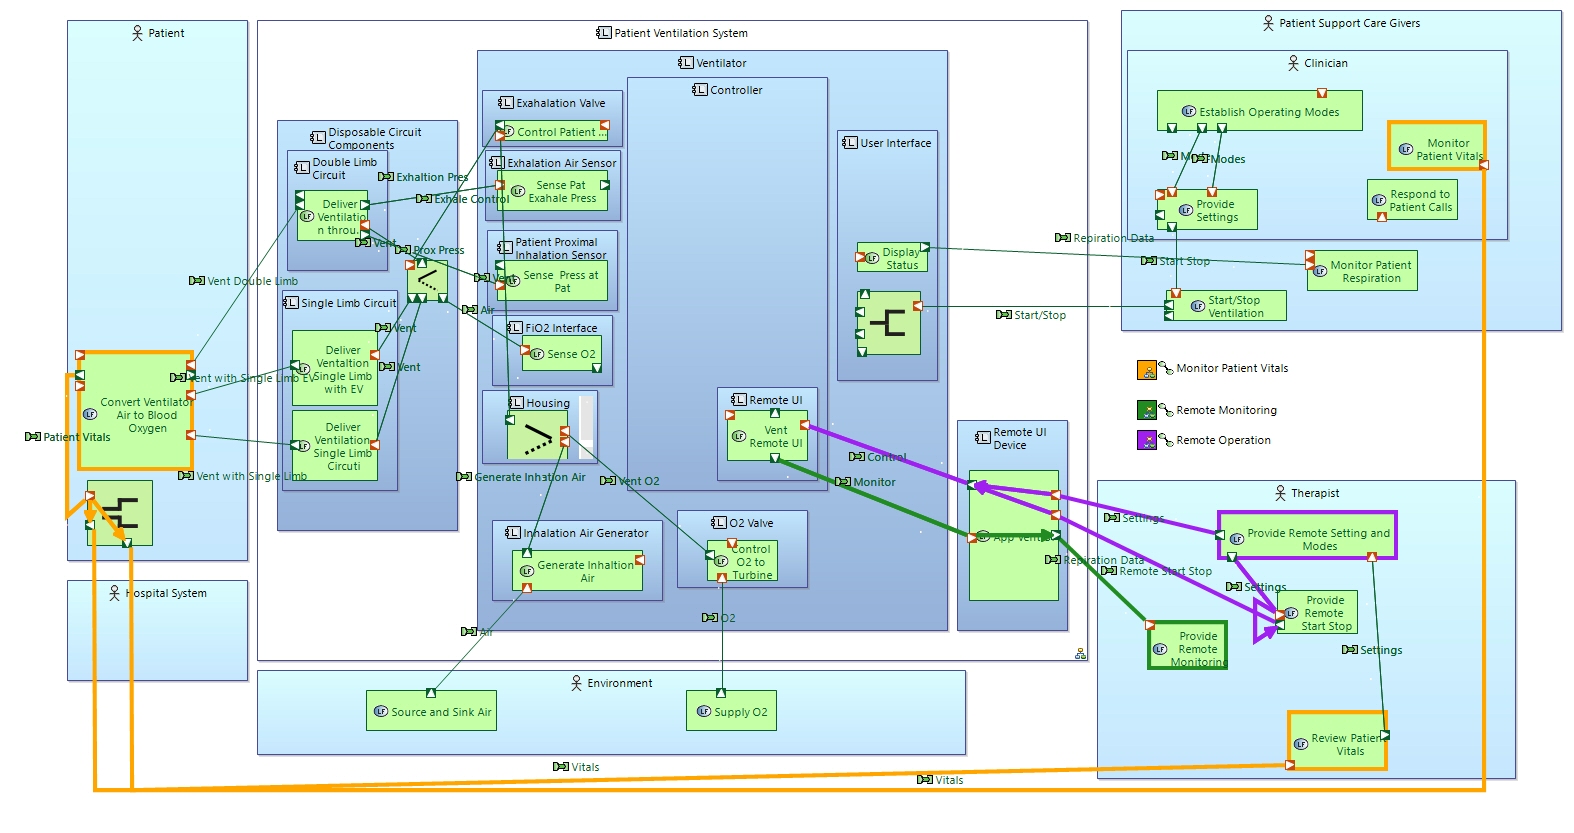 Patient
Patient Ventilation System
Ventilator
Controller
Exahalation Valve
Control Patient ...
Exhalation Air Sensor
Sense Pat
Exahale Press
Patient Proximal
Inhalation Sensor
Sense Press at
Pat
FiO2 Interface
Sense O2
Housing
Inhalation Air Generator
Generate Inhaltion
Air
O2 Valve
Control
O2 to
Turbine
Remote UI
Vent
Remote UI
User Interface
Display
Status
Remote UI
Device
App Ventil
Disposable Circuit
Components
Double Limb
Circuit
Deliver
Ventilatio
n throu...
Single Limb Circuit
Deliver
Ventaltion
Single Limb
with EV
Deliver
Ventilation
Single Limb
Circuti
Exhaltion Pres
Exhale Control
Vent
Prox Press
Vent
Air
Vent
Vent
Vent Double Limb
Vent with Single Limb EV
Vent with Single Limb
Convert Ventilator
Air to Blood
Oxygen
Patient Vitals
Hospital System
Generate Inhation Air
Vent O2
Air
O2
Control
Monitor
Environment
Source and Sink Air
Supply O2
Vitals
Vitals
Patient Support Care Givers
Clinician
Establish Operating Modes
Modes
Provide
Settings
Monitor
Patient Vitals
Respond to
Patient Calls
Repiration Data
Start Stop
Monitor Patient
Respiration
Start/Stop
Ventilation
Start/Stop
Monitor Patient Vitals
Remote Monitoring
Remote Operation
Therapist
Settings
Provide Remote Setting and
Modes
Repiration Data
Remote Start Stop
Settings
Provide
Remote
Start Stop
Provide
Remote
Monitoring
Settings
Review Patient
Vitals